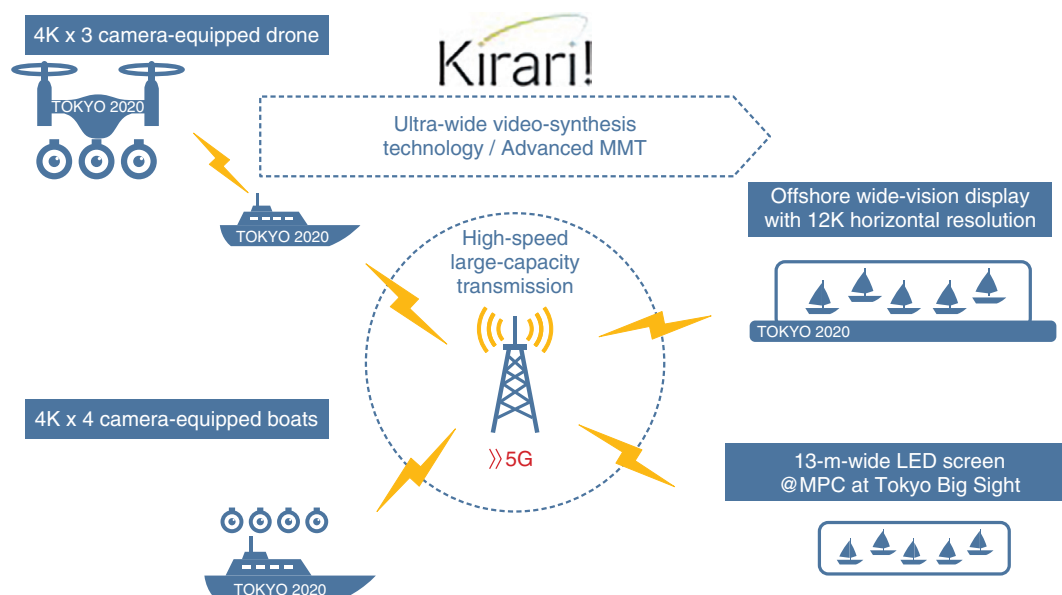 4K x 3 camera-equipped drone
Kirari!
TOKYO 2020
Ultra-wide video-synthesis
technology / Advanced MMT
TOKYO 2020
High-speed
large-capacity
transmission
Offshore wide-vision display
with 12K horizontal resolution
TOKYO 2020
4K x 4 camera-equipped boats
》5G
13-m-wide LED screen
@MPC at Tokyo Big Sight
TOKYO 2020